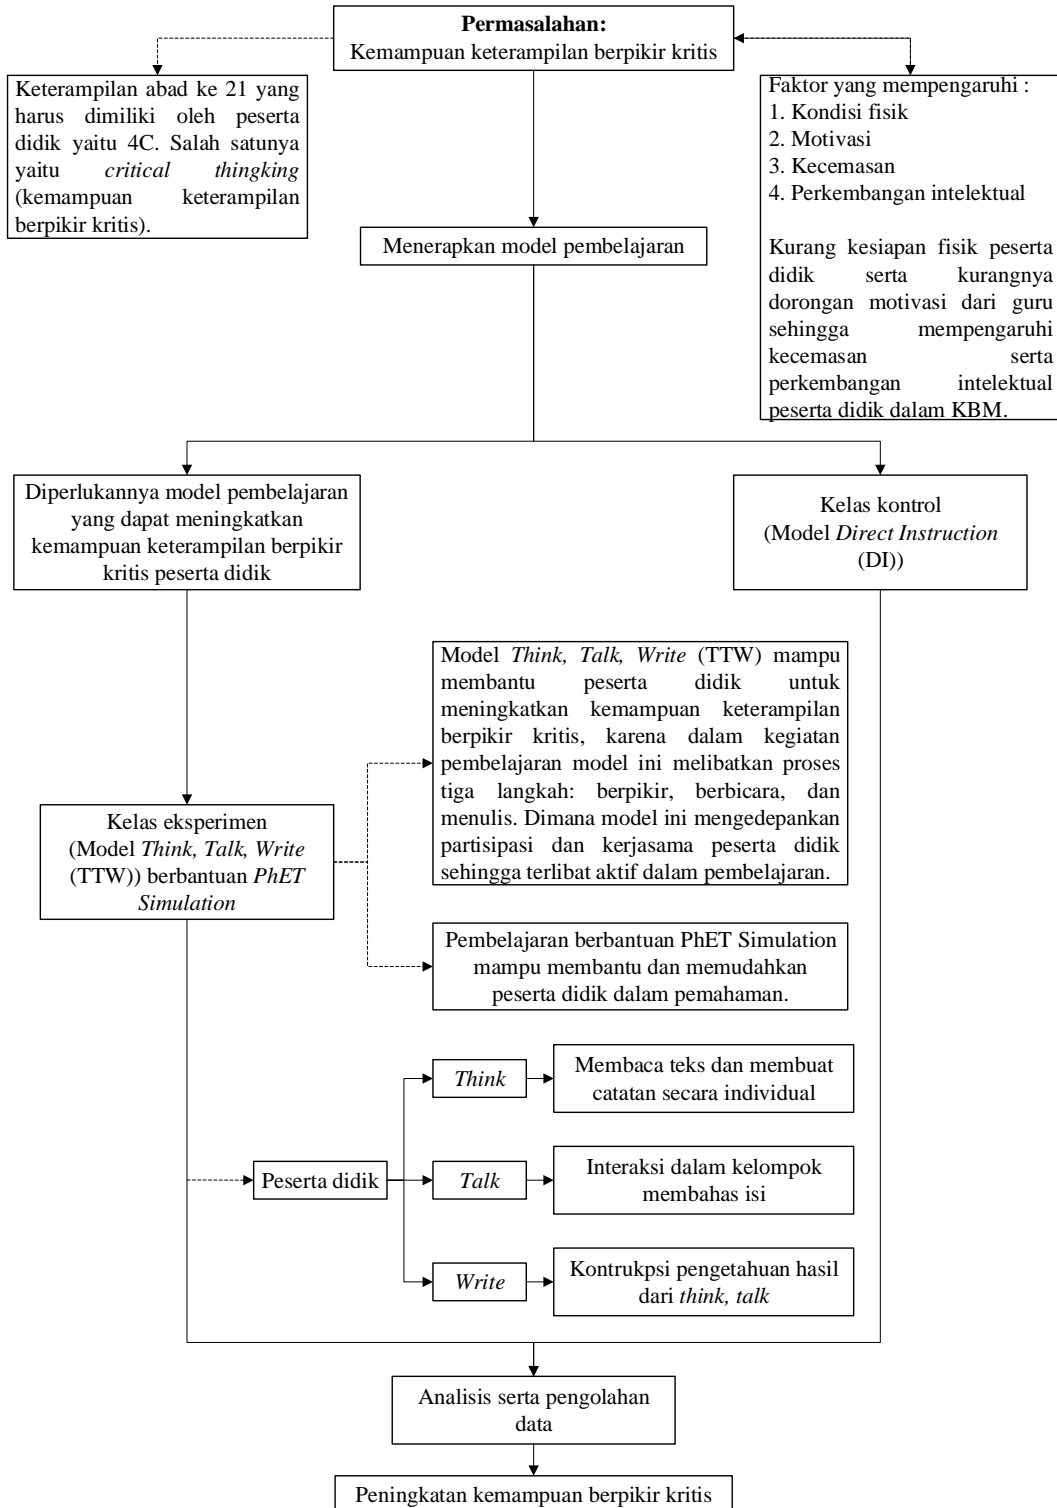 Permasalahan:
Kemampuan keterampilan berpikir kritis
Keterampilan abad ke 21 yang
harus dimiliki oleh peserta
didik yaitu 4C. Salah satunya
yaitu critical thingking
(kemampuan keterampilan
berpikir kritis).
Faktor yang mempengaruhi :
1. Kondisi fisik
2. Motivasi
3. Kecemasan
4. Perkembangan intelektual
Kurang kesiapan fisik peserta
didik serta kurangnya
dorongan motivasi dari guru
sehingga mempengaruhi
kecemasan serta
perkembangan intelektual
peserta didik dalam KBM.
Menerapkan model pembelajaran
Diperlukannya model pembelajaran
yang dapat meningkatkan
kemampuan keterampilan berpikir
kritis peserta didik
Kelas kontrol
(Model Direct Instruction
(DI))
Model Think, Talk, Write (TTW) mampu
membantu peserta didik untuk
meningkatkan kemampuan keterampilan
berpikir kritis, karena dalam kegiatan
pembelajaran model ini melibatkan proses
tiga langkah: berpikir, berbicara, dan
menulis. Dimana model ini mengedepankan
partisipasi dan kerjasama peserta didik
sehingga terlibat aktif dalam pembelajaran.
Kelas eksperimen
(Model Think, Talk, Write
(TTW)) berbantuan PhET
Simulation
Pembelajaran berbantuan PhET Simulation
mampu membantu dan memudahkan
peserta didik dalam pemahaman.
Peserta didik
Think
Membaca teks dan membuat
catatan secara individual
Talk
Interaksi dalam kelompok
membahas isi
Write
Kontrukpsi pengetahuan hasil
dari think, talk
Analisis serta pengolahan
data
Peningkatan kemampuan berpikir kritis